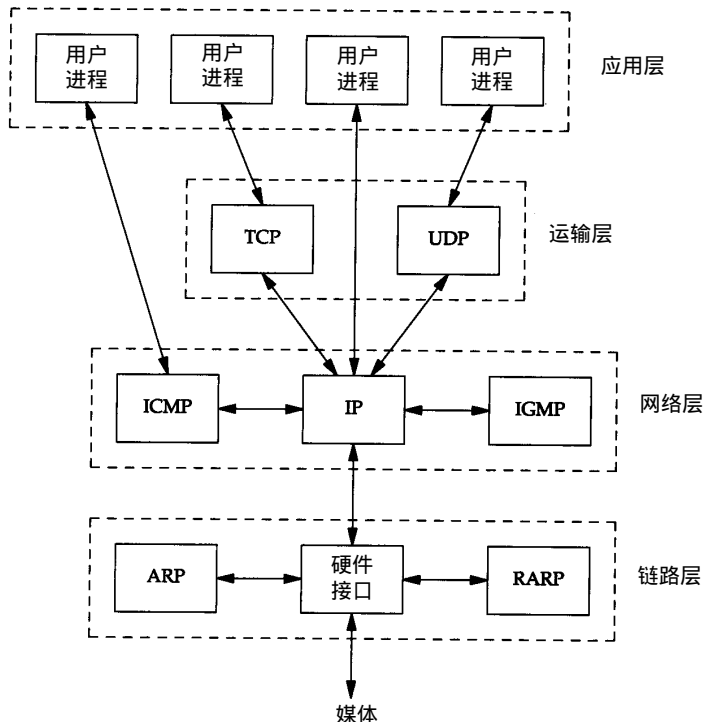 用户
进程
用户
进程
用户
进程
用户
进程
应用层
TCP
UDP
运输层
ICMP
IP
IGMP
网络层
ARP
硬件
接口
RARP
链路层
媒体